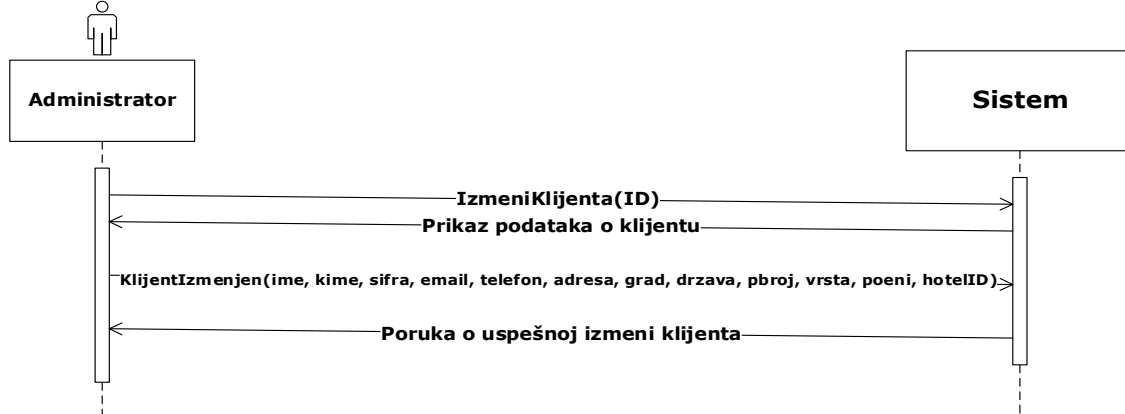 Administrator
Sistem
IzmeniKlijenta(ID)
Prikaz podataka o klijentu
KlijentIzmenjen(ime, kime, sifra, email, telefon, adresa, grad, drzava, pbroj, vrsta, poeni, hotelID)
Poruka o uspešnoj izmeni klijenta